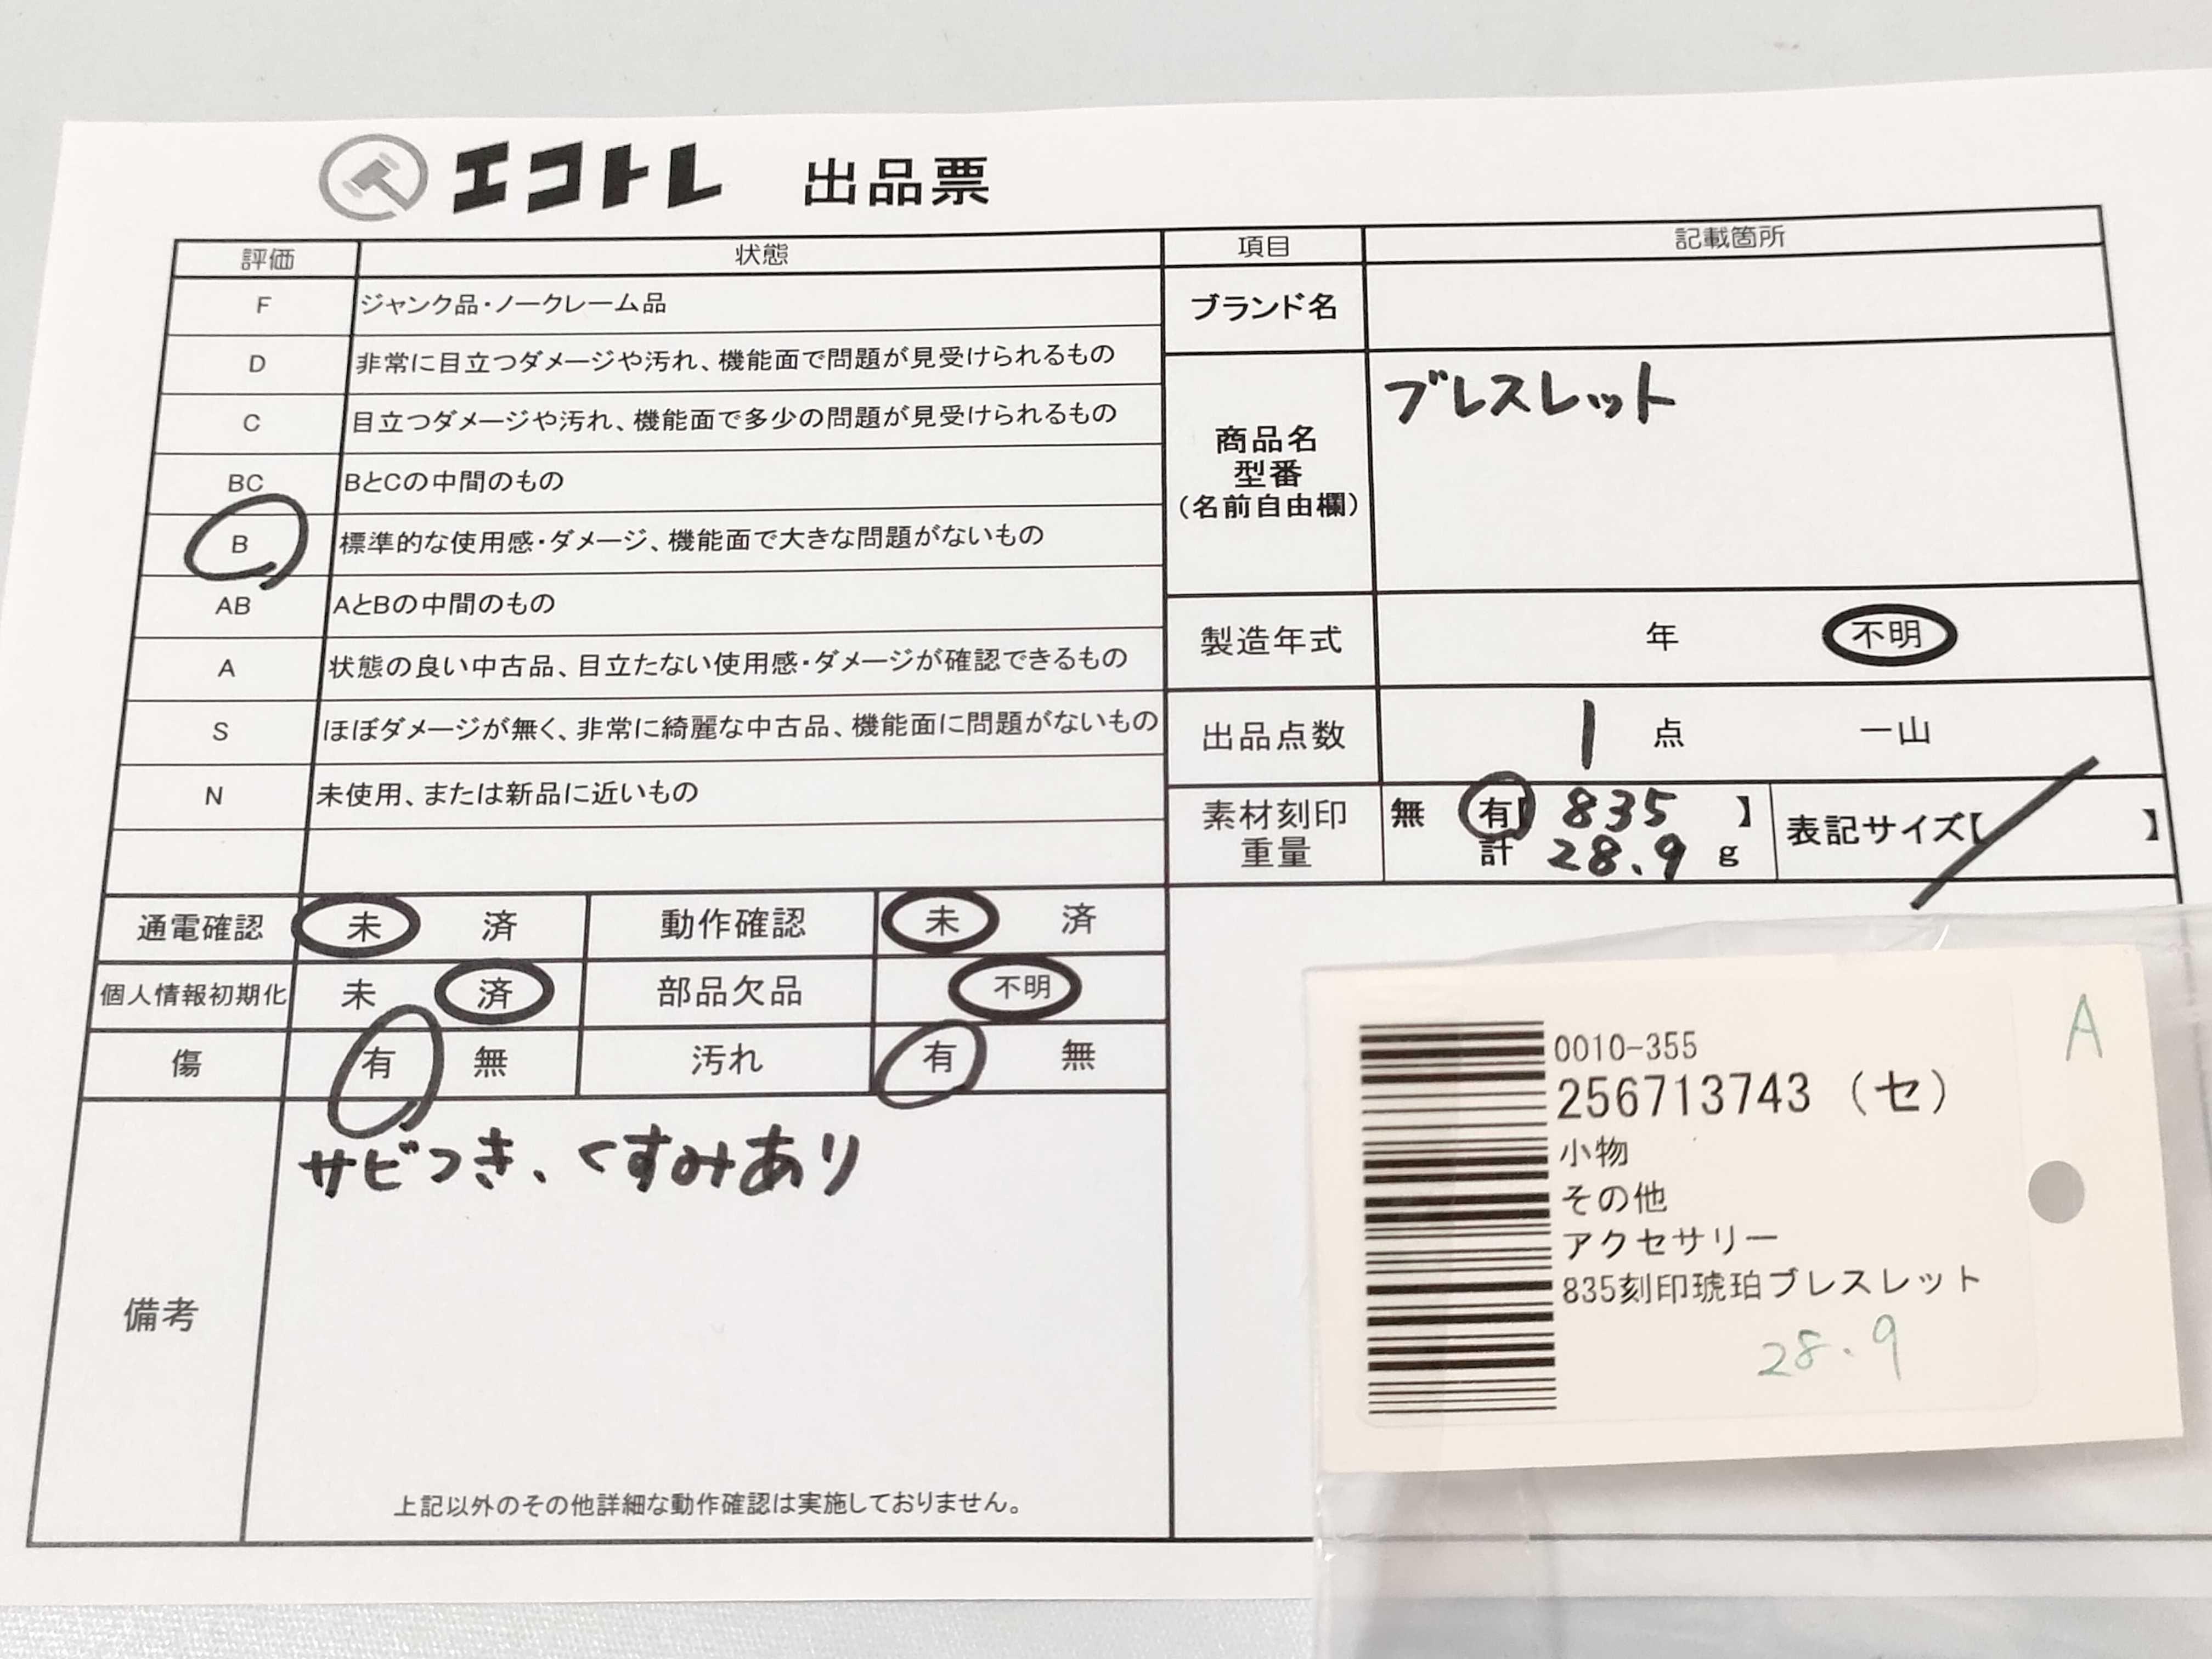 エコトレ 出品票
評価 状態
F ジャンク品・ノークレーム品
D 非常に目立つダメージや汚れ、機能面で問題が見受けられるもの
C 目立つダメージや汚れ、機能面で多少の問題が見受けられるもの
BC BとCの中間のもの
B 標準的な使用感・ダメージ、機能面で大きな問題がないもの
AB AとBの中間のもの
A 状態の良い中古品、目立たない使用感・ダメージが確認できるもの
S ほぼダメージが無く、非常に綺麗な中古品、機能面に問題がないもの
N 未使用、または新品に近いもの
通電確認 未 済 動作確認 未 済
個人情報初期化 未 済 部品欠品 不明
傷 有 無 汚れ 有 無
備考
サビつき、くすみあり
上記以外のその他詳細な動作確認は実施しておりません。
項目 記載箇所
ブランド名
商品名
型番
(名前自由欄)
ブレスレット
製造年式 年 不明
出品点数 1 点 一山
素材刻印 無 有【 835 】
重量 計 28.9 g
表記サイズ【 】
A
0010-355
256713743 (セ)
小物
その他
アクセサリー
835刻印琥珀ブレスレット
28.9